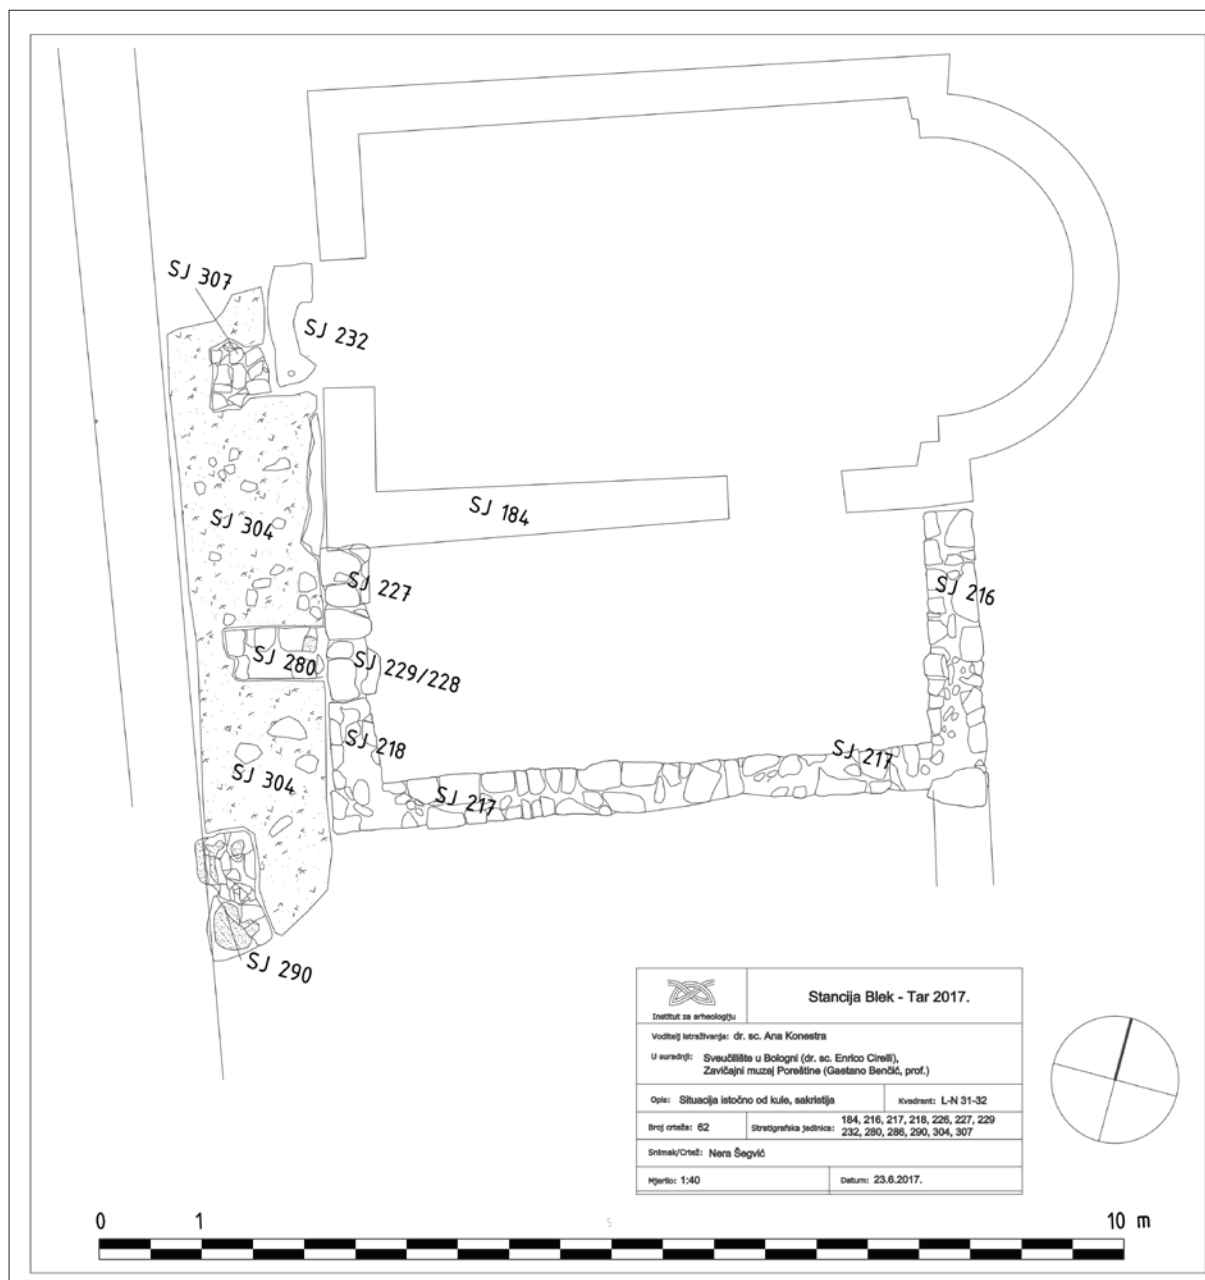 SJ 307
SJ 232
SJ 184
SJ 304
SJ 227
SJ 216
SJ 280
SJ 229/228
SJ 218
SJ 217
SJ 304
SJ 217
SJ 290
Institut za arheologiju
Stancija Blek - Tar 2017.
Voditelj istraživanja: dr. sc. Ana Konestra
U suradnji: Sveučilište u Bologni (dr. sc. Enrico Cirelli),
Zavičajni muzej Poreštine (Gaetano Benčić, prof.)
Opis: Situacija istočno od kule, sakristija
Kvadrant: L-N 31-32
Broj crteža: 62
Stratigrafska jedinica: 184, 216, 217, 218, 226, 227, 229
232, 280, 286, 290, 304, 307
Snimak/Crtež: Nera Šegvić
Mjerilo: 1:40
Datum: 23.6.2017.
0 1 5 10 m